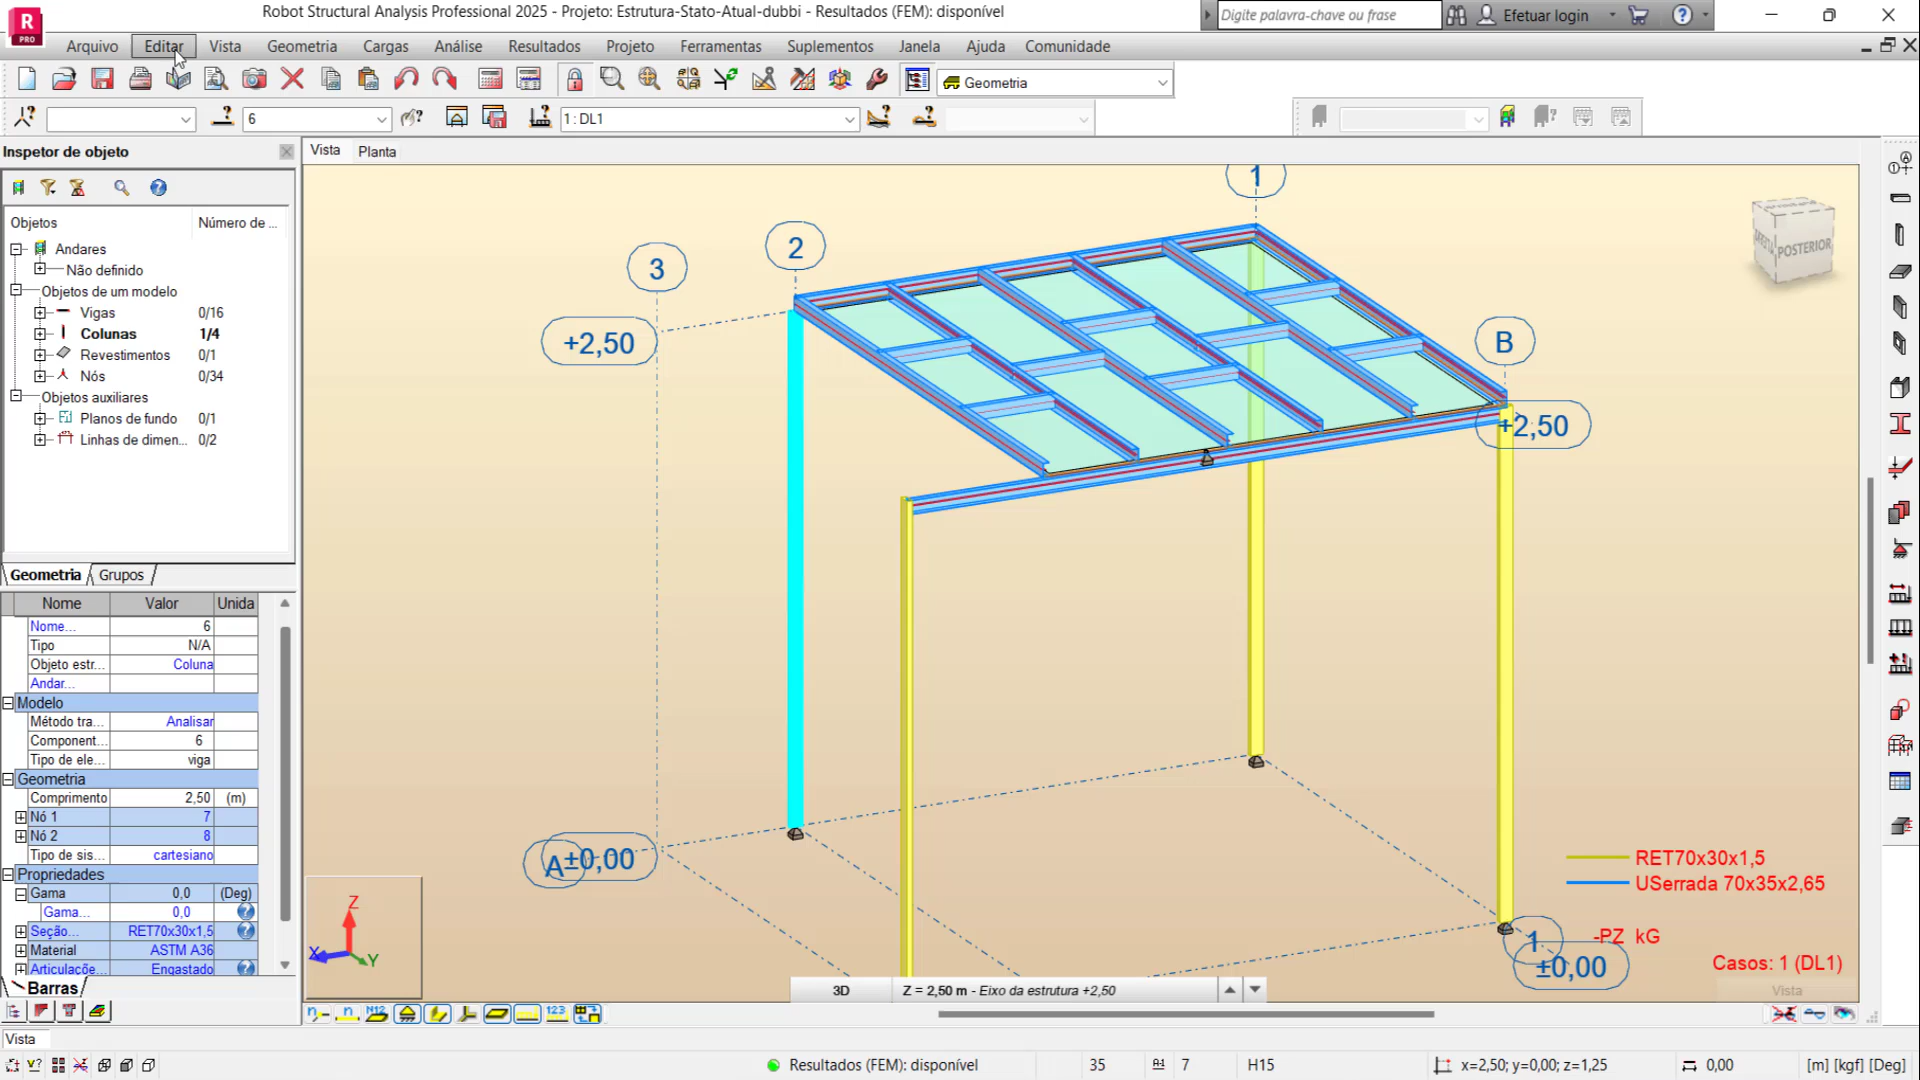 Robot Structural Analysis Professional 2025 - Projeto: Estrutura-Stato-Atual-dubbi - Resultados (FEM): disponível
Digite palavra-chave ou frase
Efetuar login
R
PRO
Arquivo Editar Vista Geometria Cargas Análise Resultados Projeto Ferramentas Suplementos Janela Ajuda Comunidade
Geometria
6
1 : DL1
Inspetor de objeto
Vista
Planta
Objetos Número de ...
Andares
Não definido
Objetos de um modelo
Vigas 0/16
Colunas 1/4
Revestimentos 0/1
Nós 0/34
Objetos auxiliares
Planos de fundo 0/1
Linhas de dimen... 0/2
Geometria
Grupos
Nome Valor Unida
Nome... 6
Tipo N/A
Objeto estr... Coluna
Andar...
Modelo
Método tra... Analisar
Component... 6
Tipo de ele... viga
Geometria
Comprimento 2,50 (m)
Nó 1 7
Nó 2 8
Tipo de sis... cartesiano
Propriedades
Gama 0,0 (Deg)
Gama... 0,0
Seção... RET70x30x1,5
Material ASTM A36
Articulaçõe... Engastado
Barras
1
2
3
+2,50
B
+2,50
POSTERIOR
A
±0,00
1
±0,00
Z
X
Y
RET70x30x1,5
USerrada 70x35x2,65
-PZ kG
Casos: 1 (DL1)
Vista
3D
Z = 2,50 m - Eixo da estrutura +2,50
Vista
Resultados (FEM): disponível
35
7
H15
x=2,50; y=0,00; z=1,25
0,00
[m] [kgf] [Deg]